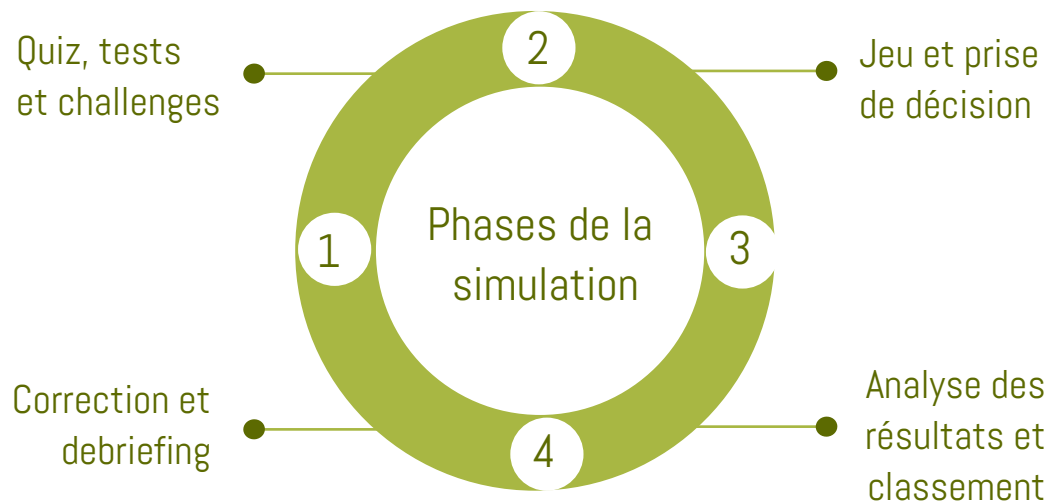 Quiz, tests
et challenges
2
Jeu et prise
de décision
1
Phases de la
simulation
3
Correction et
debriefing
4
Analyse des
résultats et
classement